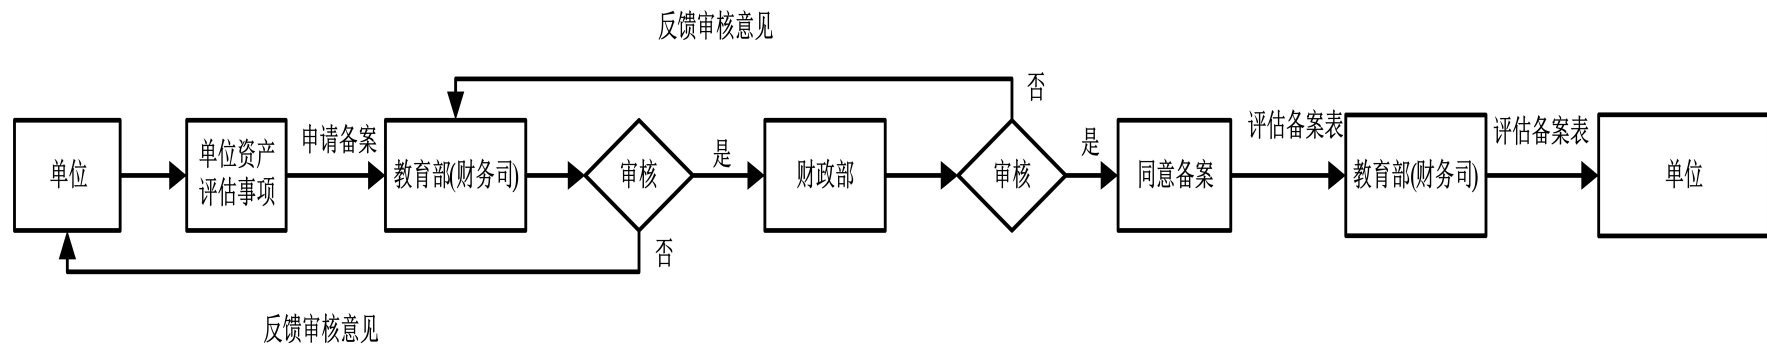 反馈审核意见
否
单位
单位资产
评估事项
申请备案
教育部(财务司)
审核
是
财政部
审核
是
同意备案
评估备案表
教育部(财务司)
评估备案表
单位
否
反馈审核意见